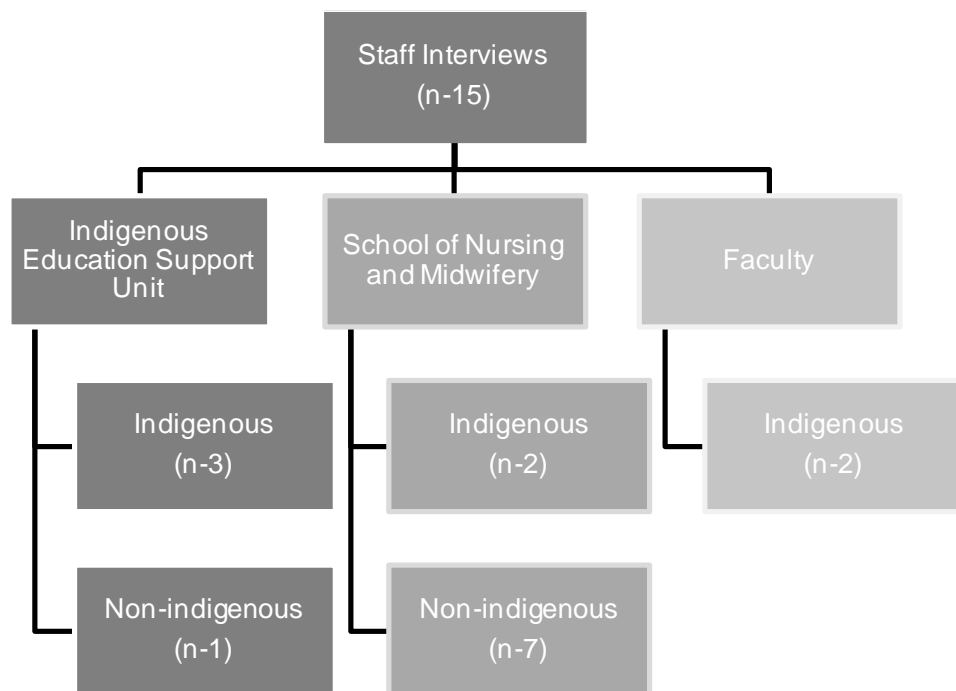 Staff Interviews
(n-15)
Indigenous
Education Support
Unit
School of Nursing
and Midwifery
Faculty
Indigenous
(n-3)
Indigenous
(n-2)
Indigenous
(n-2)
Non-indigenous
(n-1)
Non-indigenous
(n-7)